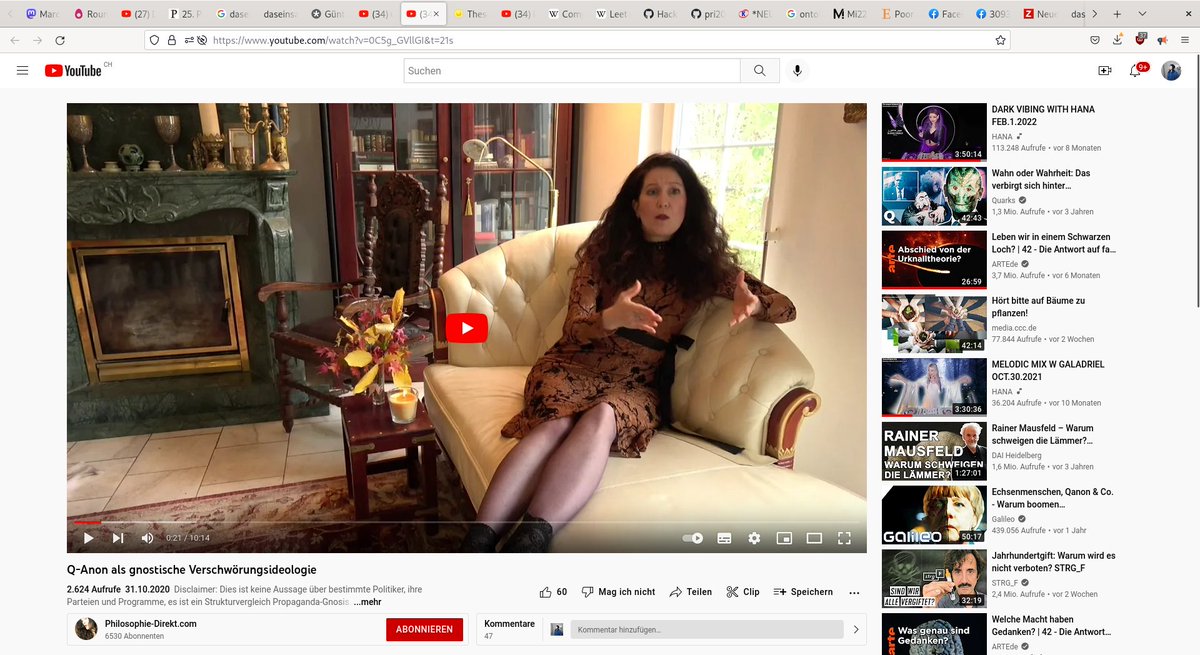 Marc
Roun
(27)
25. F
dase
daseinsa
Günt
(34)
(34
Thes
(34)
Com
Leet
Hack
pri20
*NEU
onto
Mi22
Poor
Face
3093
Neue
das
https://www.youtube.com/watch?v=0C5g_GVllGI&t=21s
YouTube CH
Suchen
9+
0:21 / 10:14
Q-Anon als gnostische Verschwörungsideologie
2.624 Aufrufe 31.10.2020 Disclaimer: Dies ist keine Aussage über bestimmte Politiker, ihre
Parteien und Programme, es ist ein Strukturvergleich Propaganda-Gnosis ...mehr
60
Mag ich nicht
Teilen
Clip
Speichern
Philosophie-Direkt.com
6530 Abonnenten
ABONNIEREN
Kommentare
47
Kommentar hinzufügen...
3:50:14
DARK VIBING WITH HANA
FEB.1.2022
HANA
113.248 Aufrufe • vor 8 Monaten
Q
42:43
Wahn oder Wahrheit: Das
verbirgt sich hinter...
Quarks
1,3 Mio. Aufrufe • vor 3 Jahren
arte
Abschied von der
Urknalltheorie?
26:59
Leben wir in einem Schwarzen
Loch? | 42 - Die Antwort auf fa...
ARTEde
3,7 Mio. Aufrufe • vor 6 Monaten
42:14
Hört bitte auf Bäume zu
pflanzen!
media.ccc.de
77.844 Aufrufe • vor 2 Wochen
3:30:36
MELODIC MIX W GALADRIEL
OCT.30.2021
HANA
36.204 Aufrufe • vor 10 Monaten
RAINER
MAUSFELD
WARUM SCHWEIGEN
DIE LÄMMER?
1:27:01
Rainer Mausfeld – Warum
schweigen die Lämmer?...
DAI Heidelberg
1,6 Mio. Aufrufe • vor 3 Jahren
Galileo
50:17
Echsenmenschen, Qanon & Co.
- Warum boomen...
Galileo
439.056 Aufrufe • vor 1 Jahr
strg_F
SIND WIR
ALLE VERGIFTET?
32:19
Jahrhundertgift: Warum wird es
nicht verboten? STRG_F
STRG_F
2,4 Mio. Aufrufe • vor 2 Wochen
arte
Was genau sind
Gedanken?
Welche Macht haben
Gedanken? | 42 - Die Antwort...
ARTEde